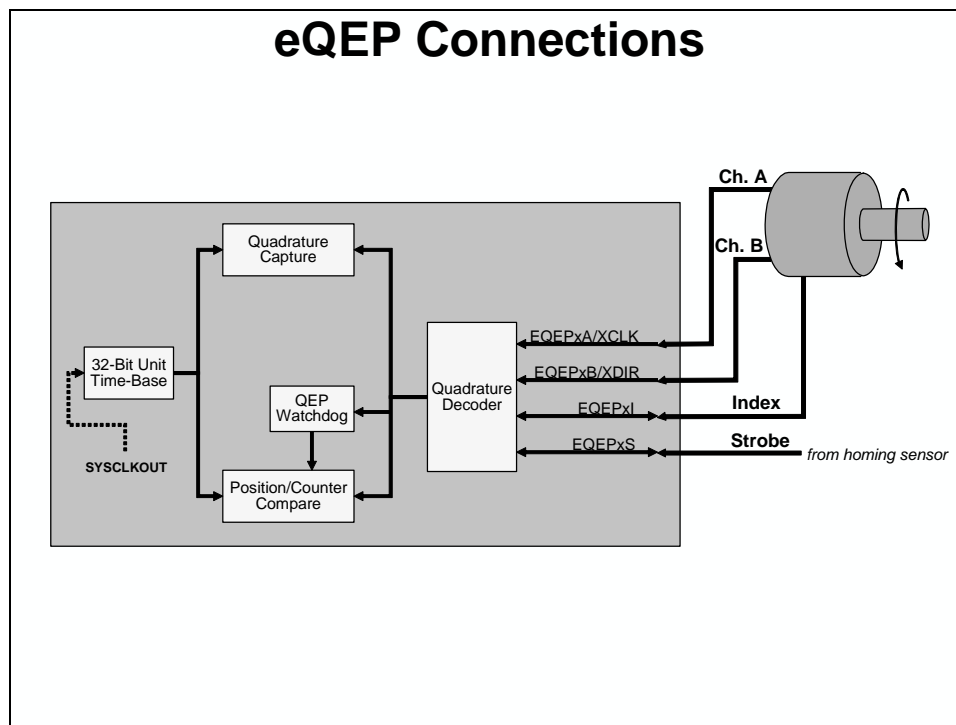 eQEP Connections
Ch. A
Quadrature
Capture
Ch. B
EQEPxA/XCLK
32-Bit Unit
Time-Base
Quadrature
Decoder
EQEPxB/XDIR
QEP
Watchdog
EQEPxI
Index
EQEPxS
Strobe
from homing sensor
SYSCLKOUT
Position/Counter
Compare